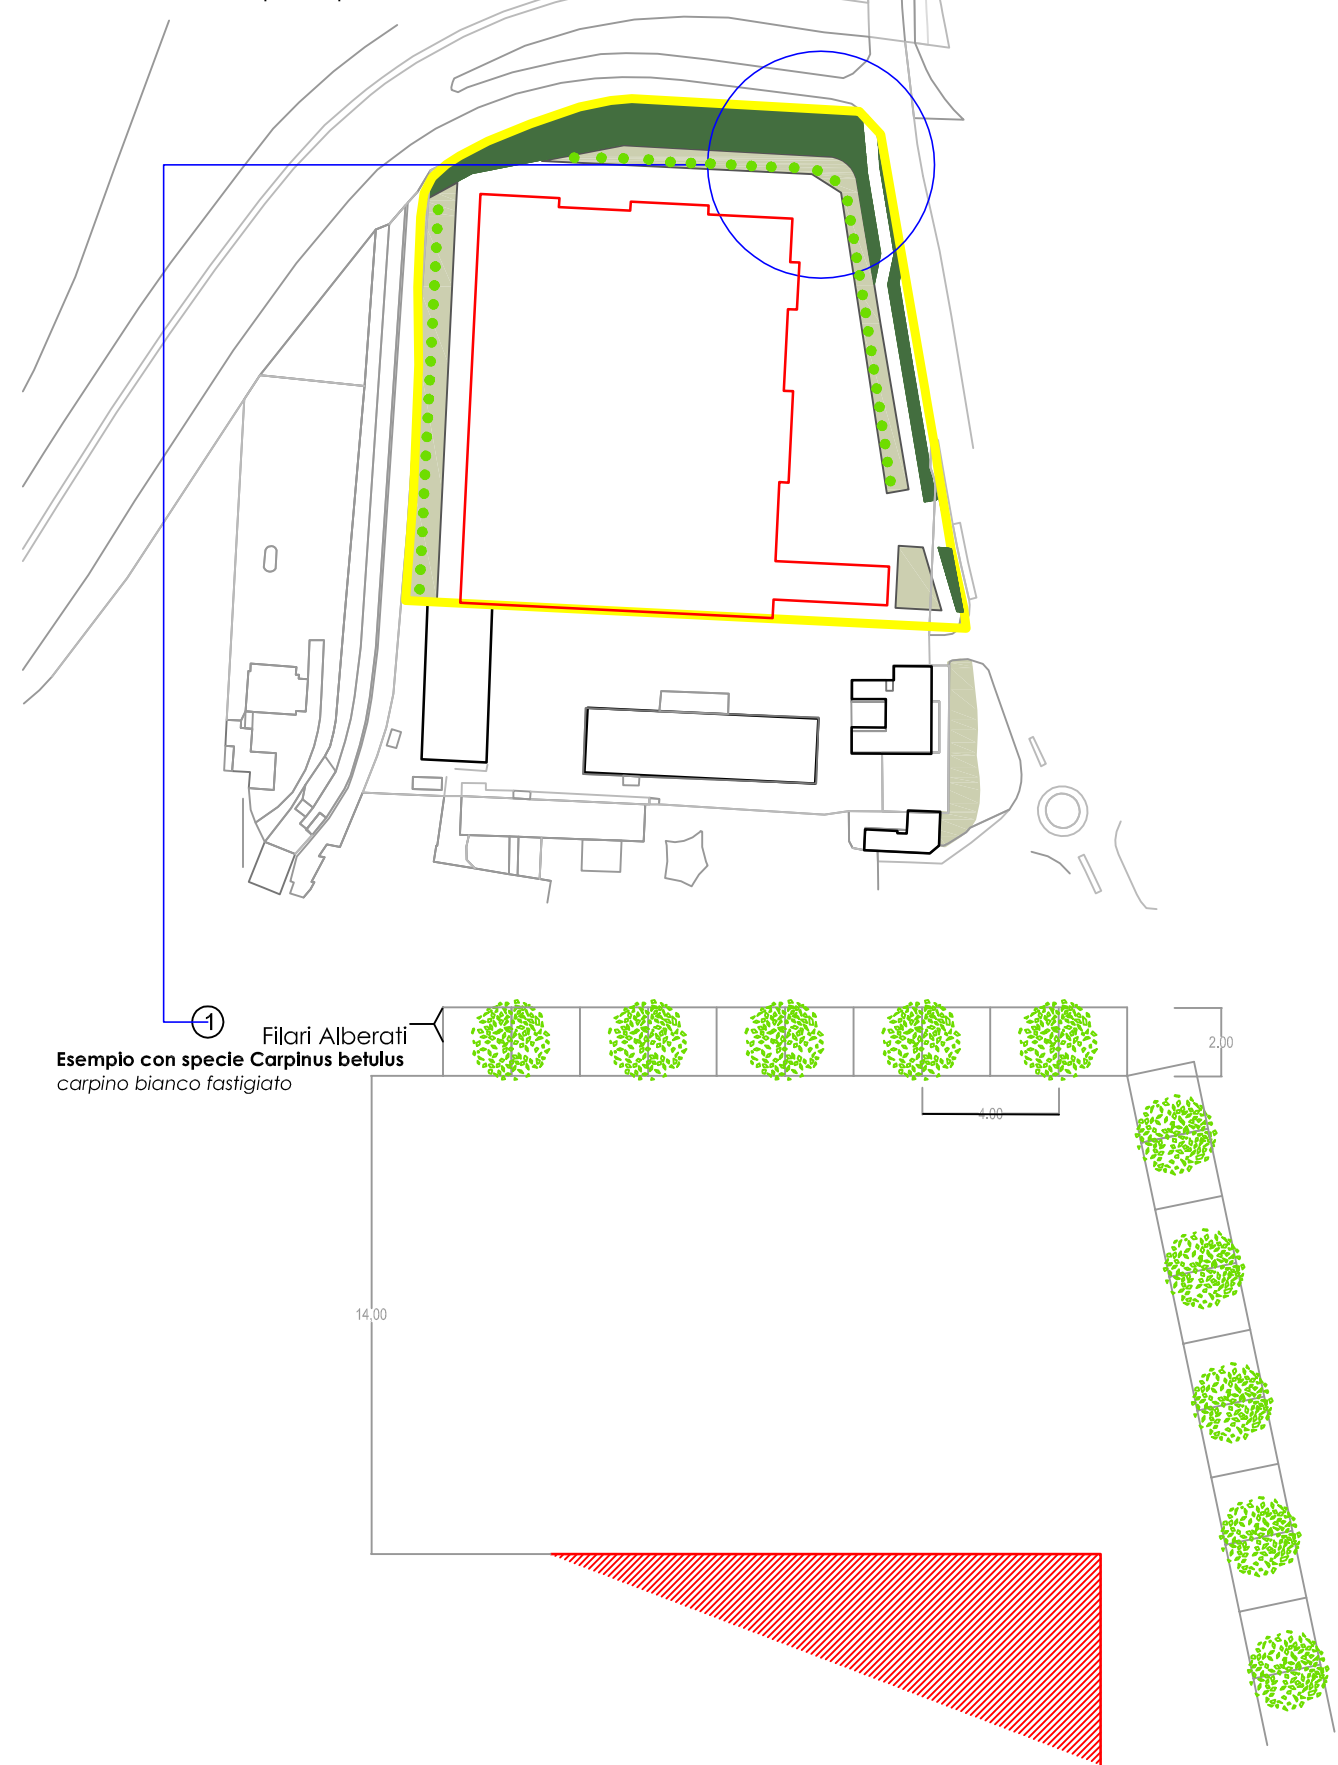 1
Filari Alberati
Esempio con specie Carpinus betulus
carpino bianco fastigiato
2.00
4.00
14.00